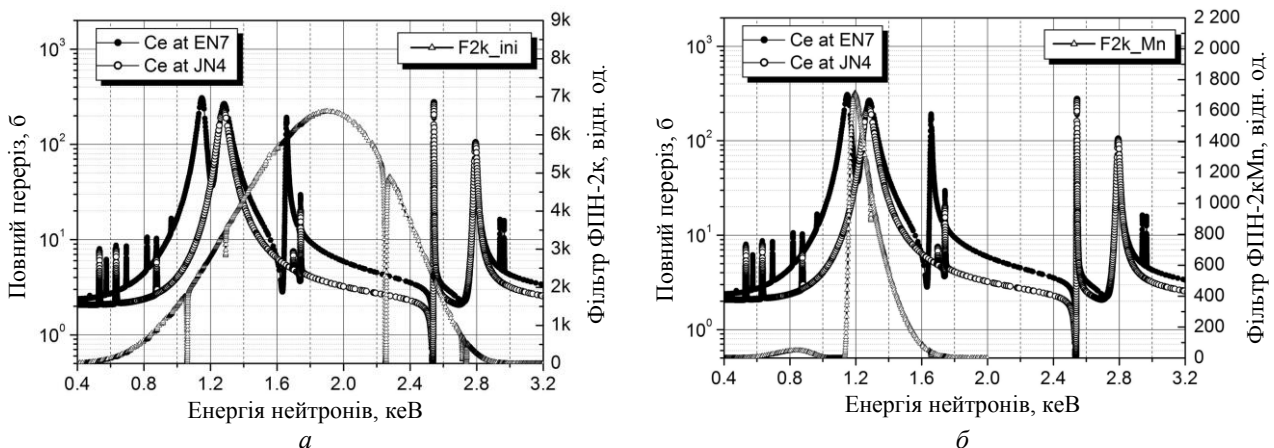 Ce at EN7
Ce at JN4
F2k_ini
10³
10²
10¹
10⁰
Повний переріз, б
9k
8k
7k
6k
5k
4k
3k
2k
1k
0
Фільтр ФПН-2к, відн. од.
0.4 0.8 1.2 1.6 2.0 2.4 2.8 3.2
Енергія нейтронів, кеВ
а
Ce at EN7
Ce at JN4
F2k_Mn
10³
10²
10¹
10⁰
Повний переріз, б
2 200
2 000
1 800
1 600
1 400
1 200
1 000
800
600
400
200
0
Фільтр ФПН-2кMn, відн. од.
0.4 0.8 1.2 1.6 2.0 2.4 2.8 3.2
Енергія нейтронів, кеВ
б